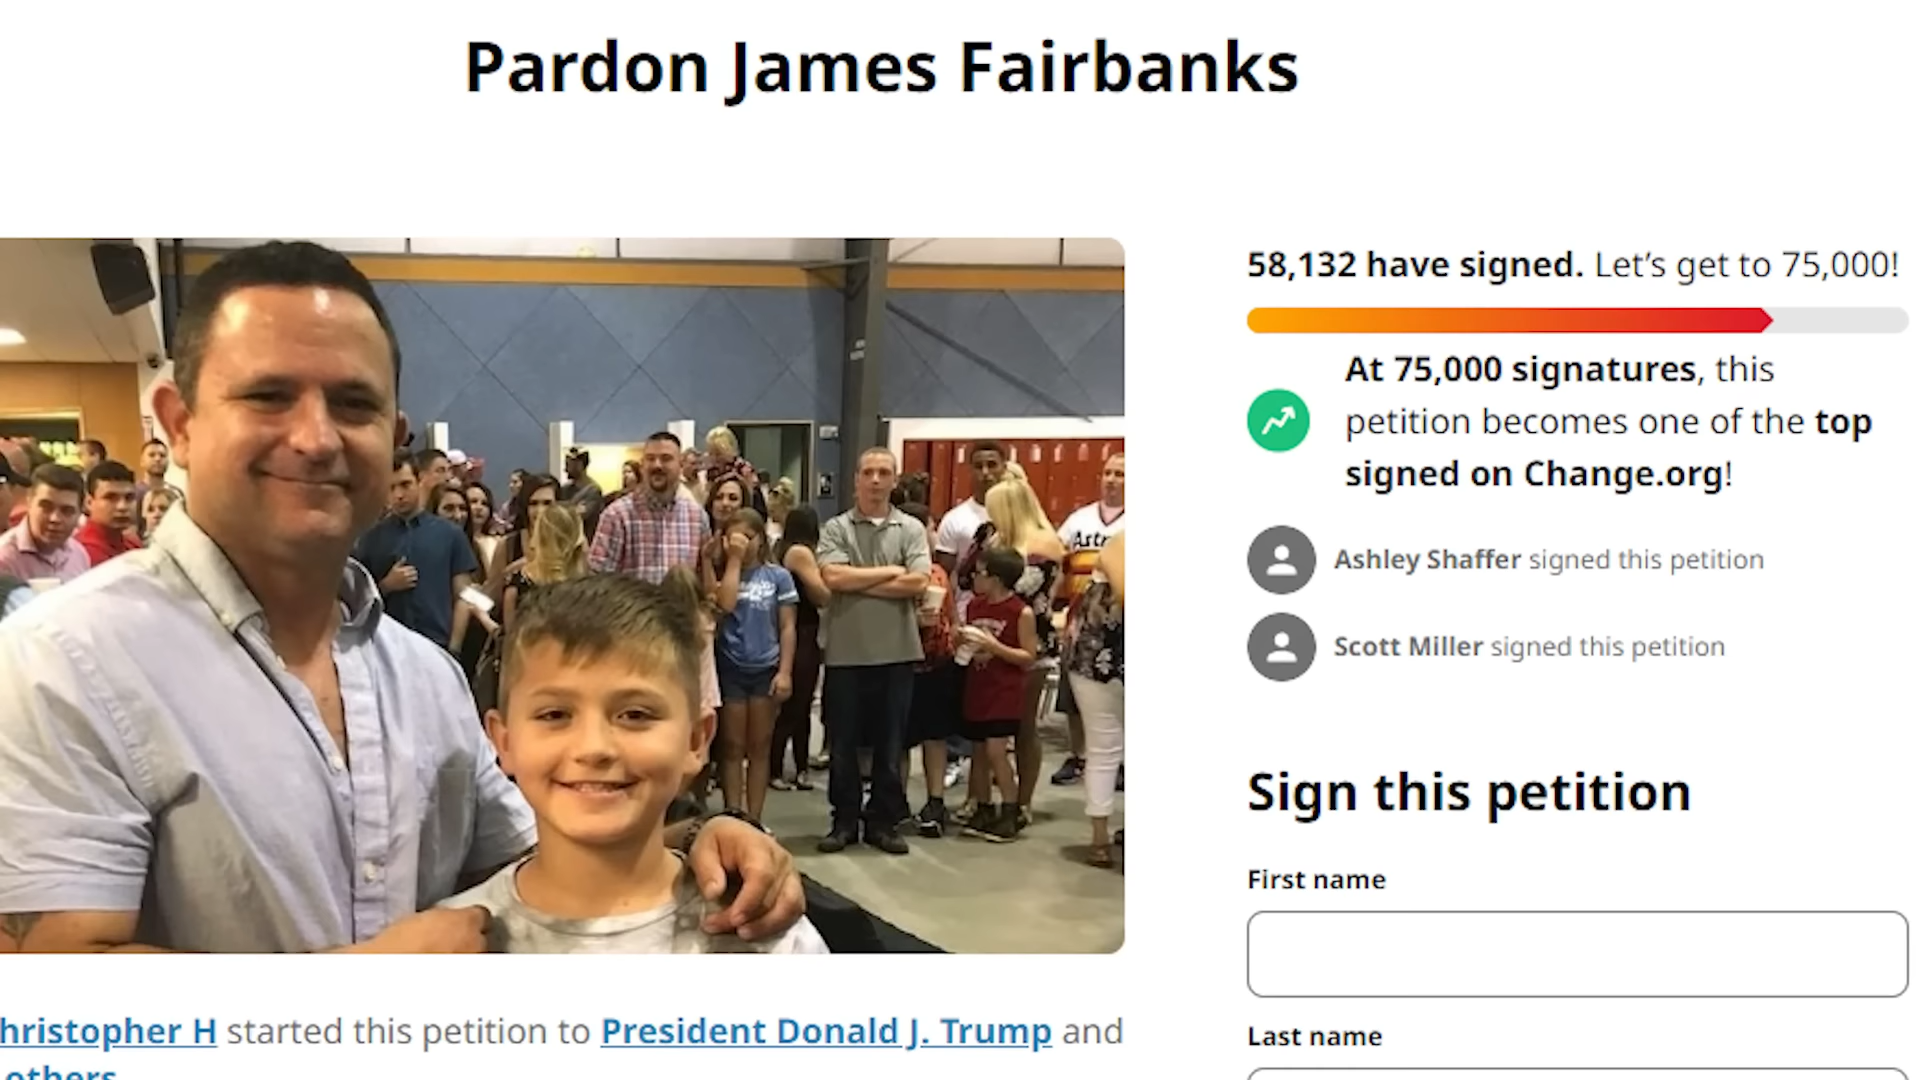 Pardon James Fairbanks
58,132 have signed. Let's get to 75,000!
At 75,000 signatures, this
petition becomes one of the top
signed on Change.org!
Ashley Shaffer signed this petition
Scott Miller signed this petition
Sign this petition
First name
Last name
Astr
hristopher H started this petition to President Donald J. Trump and
others